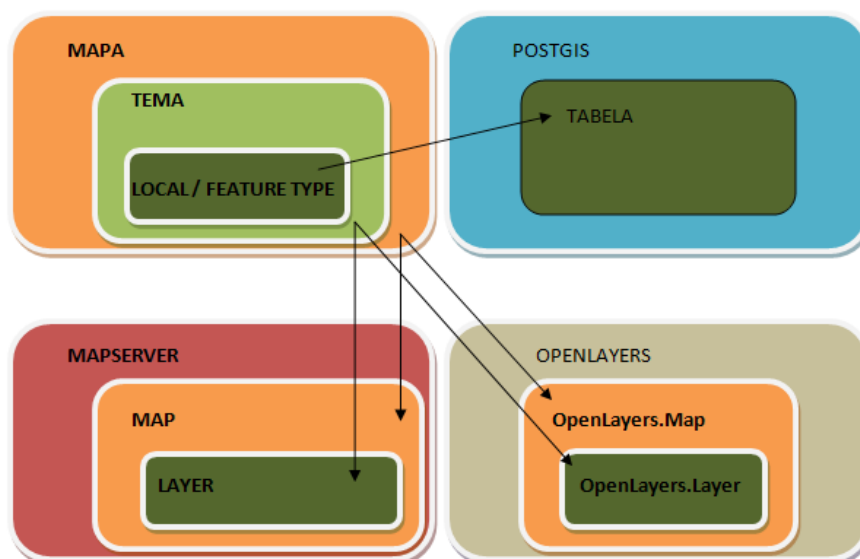 MAPA
TEMA
LOCAL / FEATURE TYPE
POSTGIS
TABELA
MAPSERVER
MAP
LAYER
OPENLAYERS
OpenLayers.Map
OpenLayers.Layer